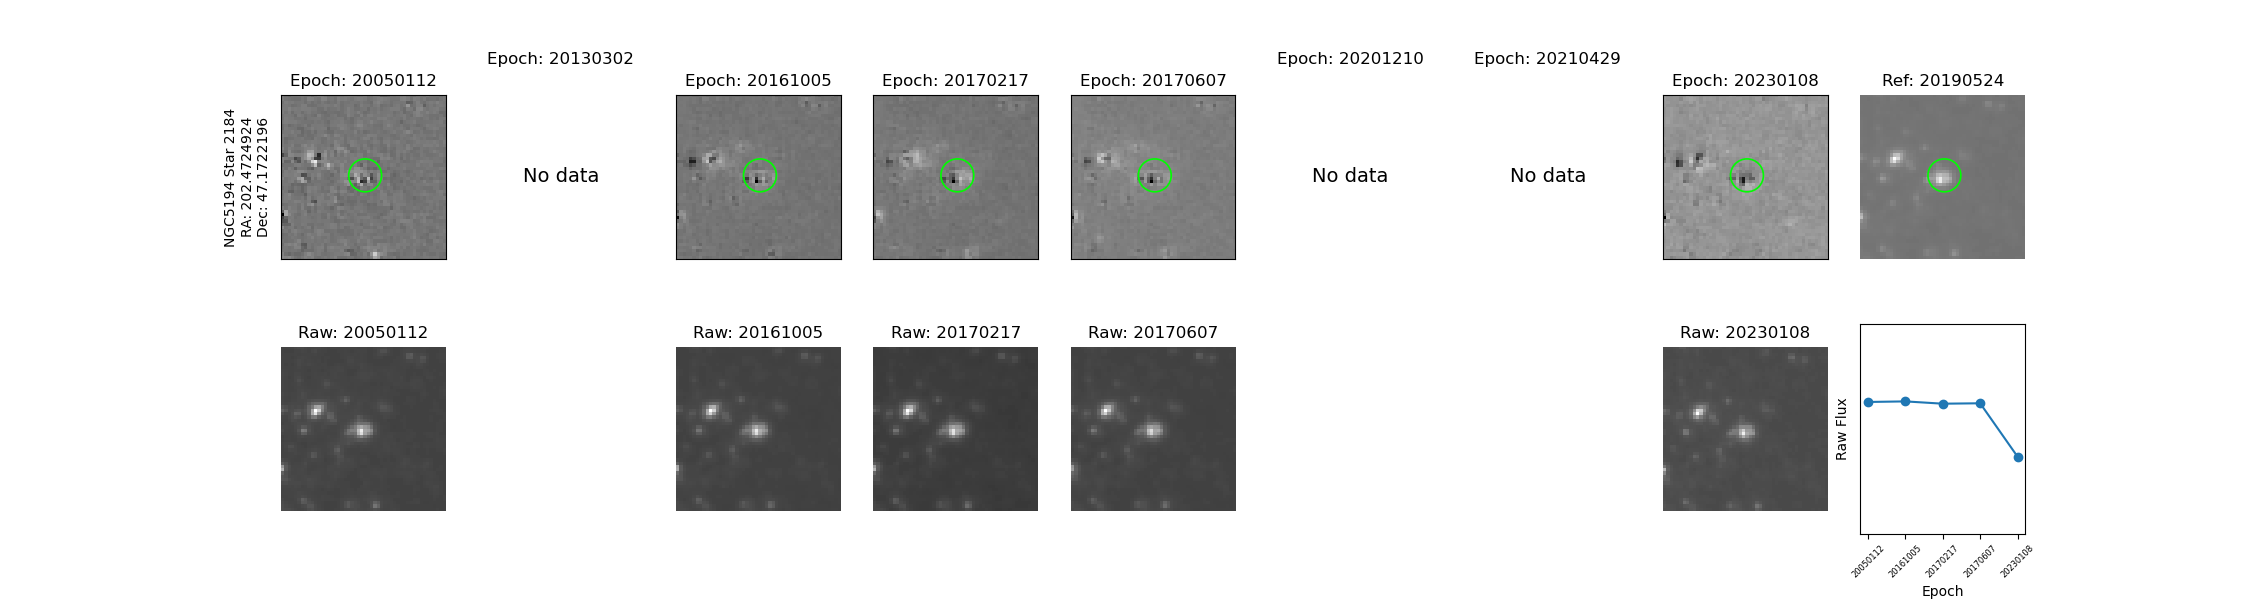 Epoch: 20130302
Epoch: 20201210
Epoch: 20210429
Epoch: 20050112
Epoch: 20161005
Epoch: 20170217
Epoch: 20170607
Epoch: 20230108
Ref: 20190524
NGC5194 Star 2184
RA: 202.4724924
Dec: 47.1722196
No data
No data
No data
Raw: 20050112
Raw: 20161005
Raw: 20170217
Raw: 20170607
Raw: 20230108
Raw Flux
20050112
20161005
20170217
20170607
20230108
Epoch